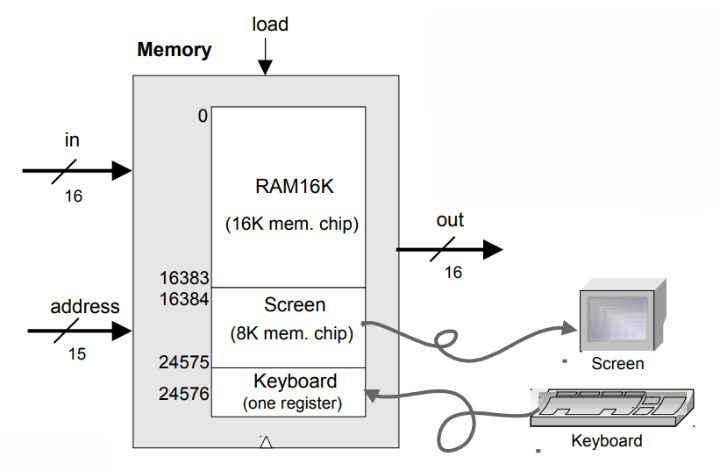 load
Memory
0
in
16
RAM16K
(16K mem. chip)
out
16
16383
16384
address
15
Screen
(8K mem. chip)
24575
24576
Keyboard
(one register)
Screen
Keyboard